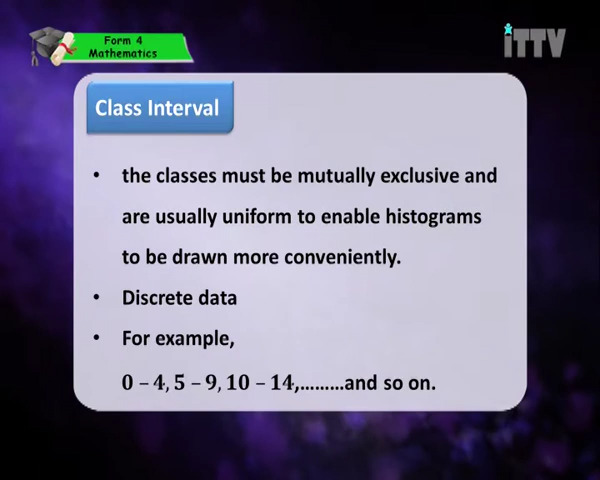 Form 4
Mathematics
iTTV
Class Interval
• the classes must be mutually exclusive and
are usually uniform to enable histograms
to be drawn more conveniently.
• Discrete data
• For example,
0 – 4, 5 – 9, 10 – 14,.........and so on.